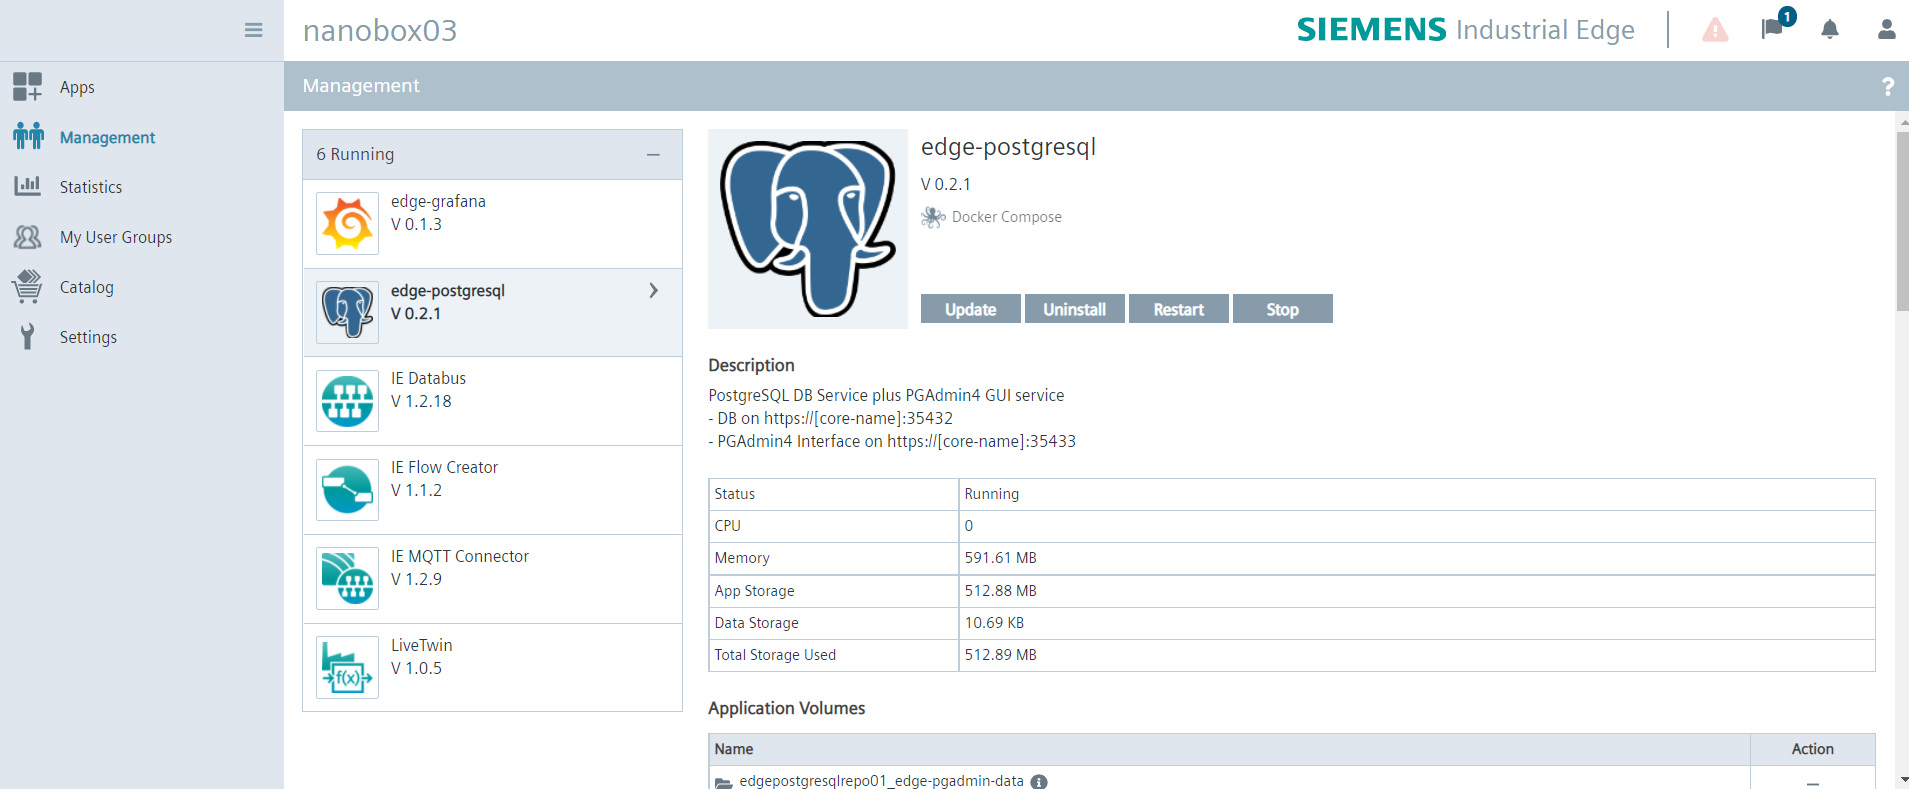 nanobox03
SIEMENS Industrial Edge
1
Apps
Management
Statistics
My User Groups
Catalog
Settings
Management
?
6 Running
edge-grafana
V 0.1.3
edge-postgresql
V 0.2.1
IE Databus
V 1.2.18
IE Flow Creator
V 1.1.2
IE MQTT Connector
V 1.2.9
f(x)
LiveTwin
V 1.0.5
edge-postgresql
V 0.2.1
Docker Compose
Update Uninstall Restart Stop
Description
PostgreSQL DB Service plus PGAdmin4 GUI service
- DB on https://[core-name]:35432
- PGAdmin4 Interface on https://[core-name]:35433
Status Running
CPU 0
Memory 591.61 MB
App Storage 512.88 MB
Data Storage 10.69 KB
Total Storage Used 512.89 MB
Application Volumes
Name Action
edgepostgresqlrepo01_edge-pgadmin-data